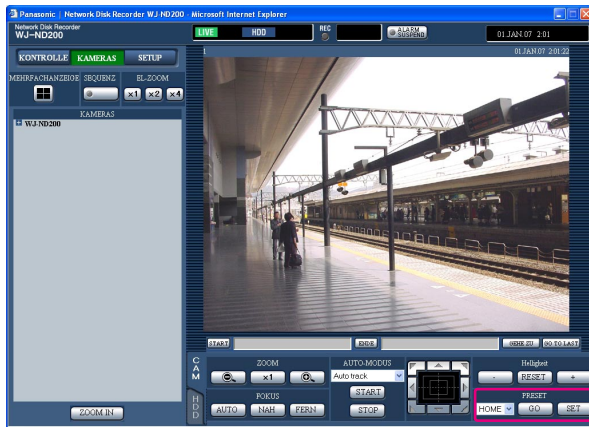 Panasonic | Network Disk Recorder WJ-ND200 - Microsoft Internet Explorer
Network Disk Recorder
WJ-ND200
LIVE HDD REC ALARM SUSPEND 01.JAN.07 2:01
KONTROLLE KAMERAS SETUP
1 01.JAN.07 2:01:22
MEHRFACHANZEIGE SEQUENZ EL-ZOOM
x1 x2 x4
KAMERAS
WJ-ND200
START ENDE GEHE ZU GO TO LAST
CAM
HDD
ZOOM AUTO-MODUS Helligkeit
x1 Auto track - RESET +
FOKUS START PRESET
AUTO NAH FERN STOP HOME GO SET
ZOOM IN